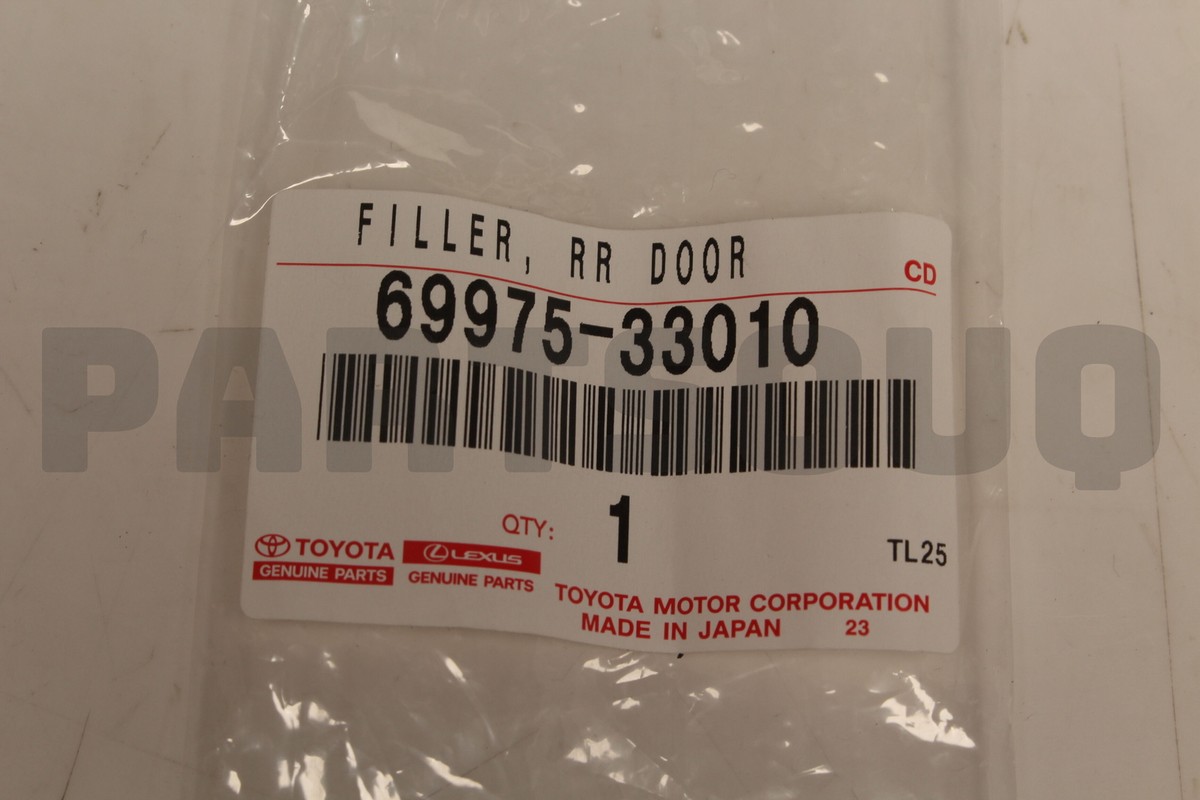 FILLER, RR DOOR
CD
69975-33010
PARTSOUQ
QTY: 1
TL25
TOYOTA LEXUS
GENUINE PARTS GENUINE PARTS
TOYOTA MOTOR CORPORATION
MADE IN JAPAN 23